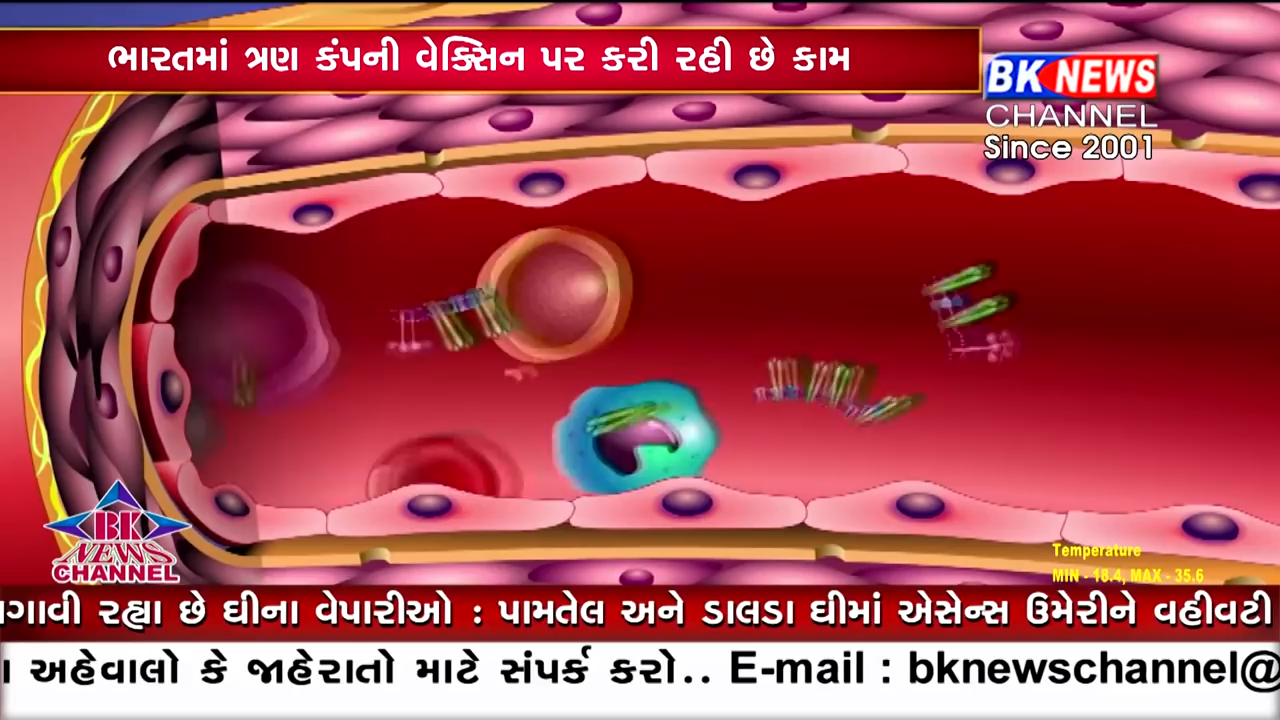 ભારતમાં ત્રણ કંપની વેક્સિન પર કરી રહી છે કામ
BK NEWS
CHANNEL
Since 2001
BK
NEWS
CHANNEL
Temperature
MIN - 18.4, MAX - 35.6
ગાવી રહ્યા છે ઘીના વેપારીઓ : પામતેલ અને ડાલડા ઘીમાં એસેન્સ ઉમેરીને વહીવટી
અહેવાલો કે જાહેરાતો માટે સંપર્ક કરો.. E-mail : bknewschannel@